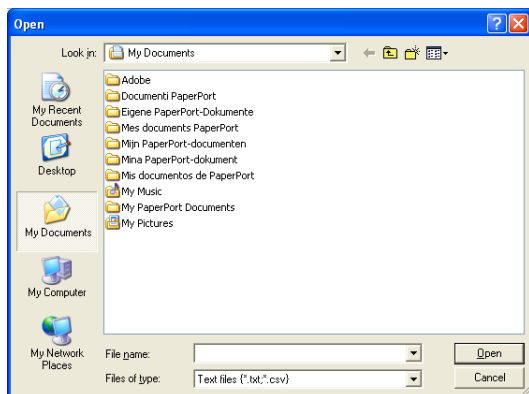 Open
Look in:
My Documents
My Recent
Documents
Desktop
My Documents
My Computer
My Network
Places
Adobe
Documenti PaperPort
Eigene PaperPort-Dokumente
Mes documents PaperPort
Mijn PaperPort-documenten
Mina PaperPort-dokument
Mis documentos de PaperPort
My Music
My PaperPort Documents
My Pictures
File name:
Open
Files of type:
Text files {*.txt;*.csv}
Cancel